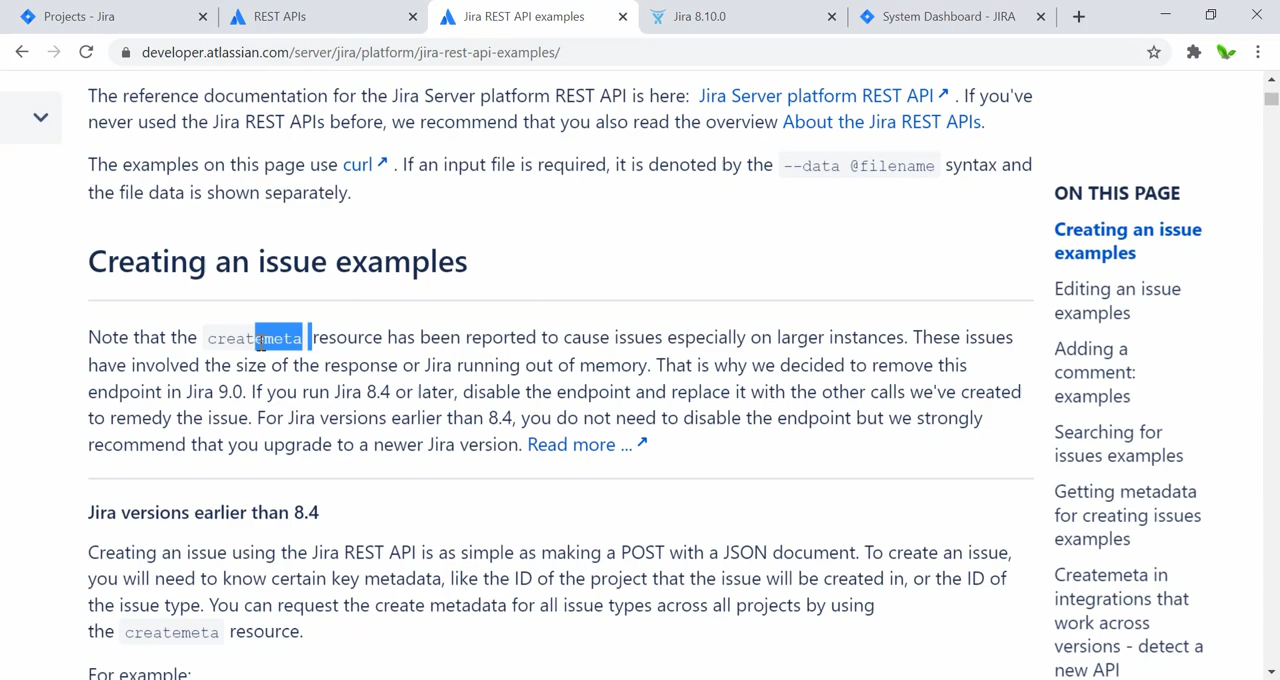 Projects - Jira
REST APIs
Jira REST API examples
Jira 8.10.0
System Dashboard - JIRA
developer.atlassian.com/server/jira/platform/jira-rest-api-examples/
The reference documentation for the Jira Server platform REST API is here: Jira Server platform REST API . If you've
never used the Jira REST APIs before, we recommend that you also read the overview About the Jira REST APIs.
The examples on this page use curl . If an input file is required, it is denoted by the --data @filename syntax and
the file data is shown separately.
Creating an issue examples
Note that the createmeta resource has been reported to cause issues especially on larger instances. These issues
have involved the size of the response or Jira running out of memory. That is why we decided to remove this
endpoint in Jira 9.0. If you run Jira 8.4 or later, disable the endpoint and replace it with the other calls we've created
to remedy the issue. For Jira versions earlier than 8.4, you do not need to disable the endpoint but we strongly
recommend that you upgrade to a newer Jira version. Read more ...
Jira versions earlier than 8.4
Creating an issue using the Jira REST API is as simple as making a POST with a JSON document. To create an issue,
you will need to know certain key metadata, like the ID of the project that the issue will be created in, or the ID of
the issue type. You can request the create metadata for all issue types across all projects by using
the createmeta resource.
For example:
ON THIS PAGE
Creating an issue
examples
Editing an issue
examples
Adding a
comment:
examples
Searching for
issues examples
Getting metadata
for creating issues
examples
Createmeta in
integrations that
work across
versions - detect a
new API